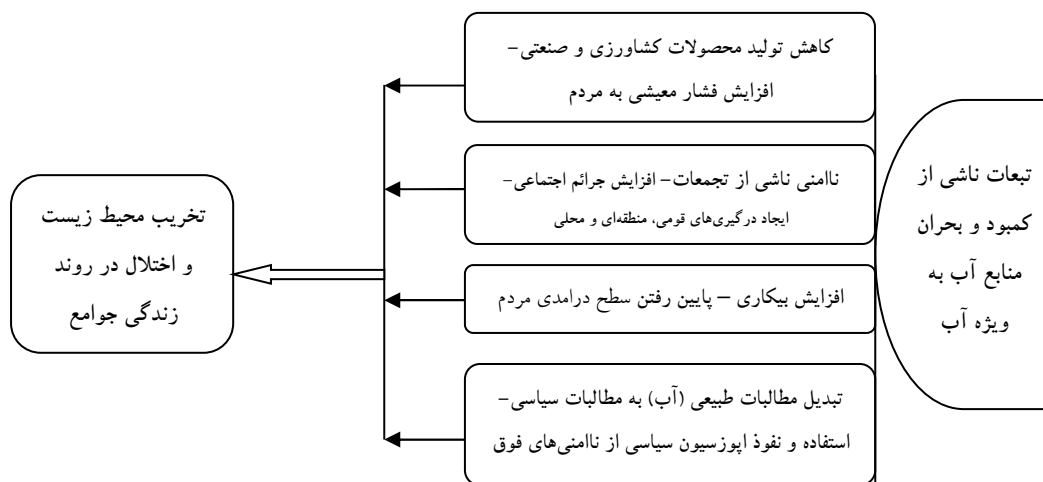 تبعات ناشی از
کمبود و بحران
منابع آب به
ویژه آب
کاهش تولید محصولات کشاورزی و صنعتی-
افزایش فشار معیشی به مردم
ناامنی ناشی از تجمعات- افزایش جرائم اجتماعی-
ایجاد درگیری‌های قومی، منطقه‌ای و محلی
افزایش بیکاری – پایین رفتن سطح درامدی مردم
تبدیل مطالبات طبیعی (آب) به مطالبات سیاسی-
استفاده و نفوذ اپوزسیون سیاسی از ناامنی‌های فوق
تخریب محیط زیست
و اختلال در روند
زندگی جوامع